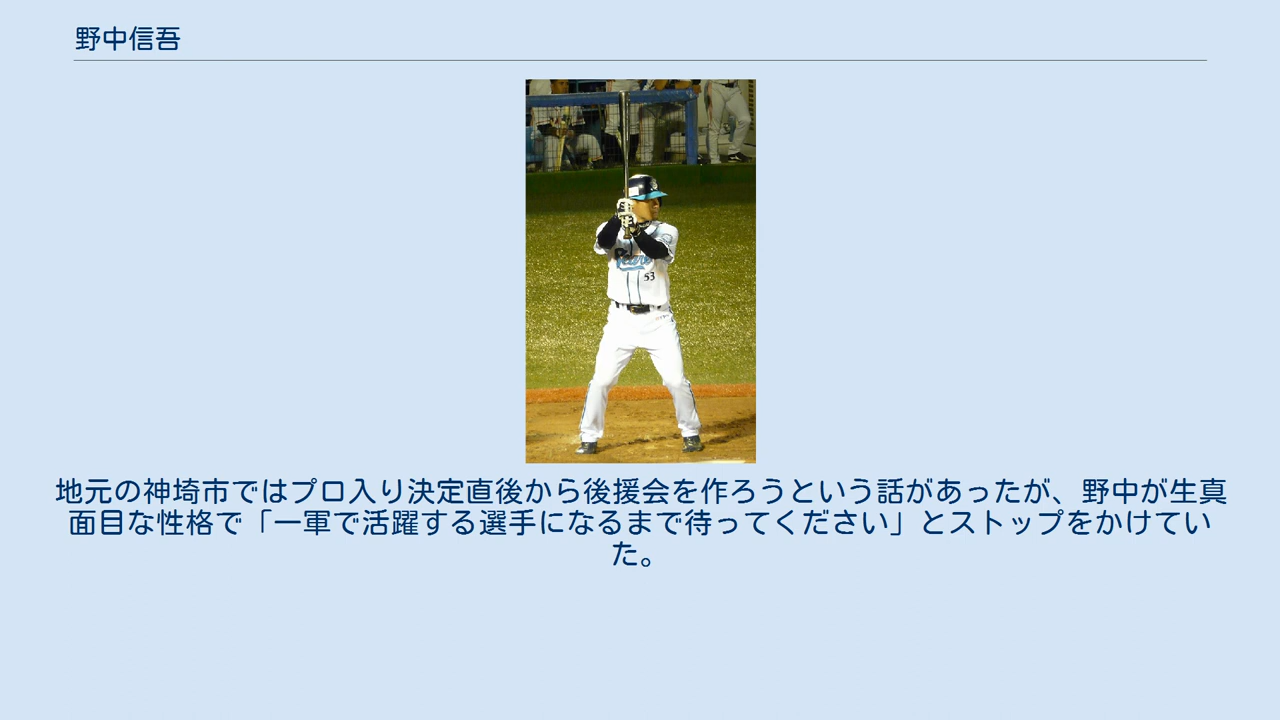 野中信吾
53
地元の神埼市ではプロ入り決定直後から後援会を作ろうという話があったが、野中が生真
面目な性格で「一軍で活躍する選手になるまで待ってください」とストップをかけてい
た。